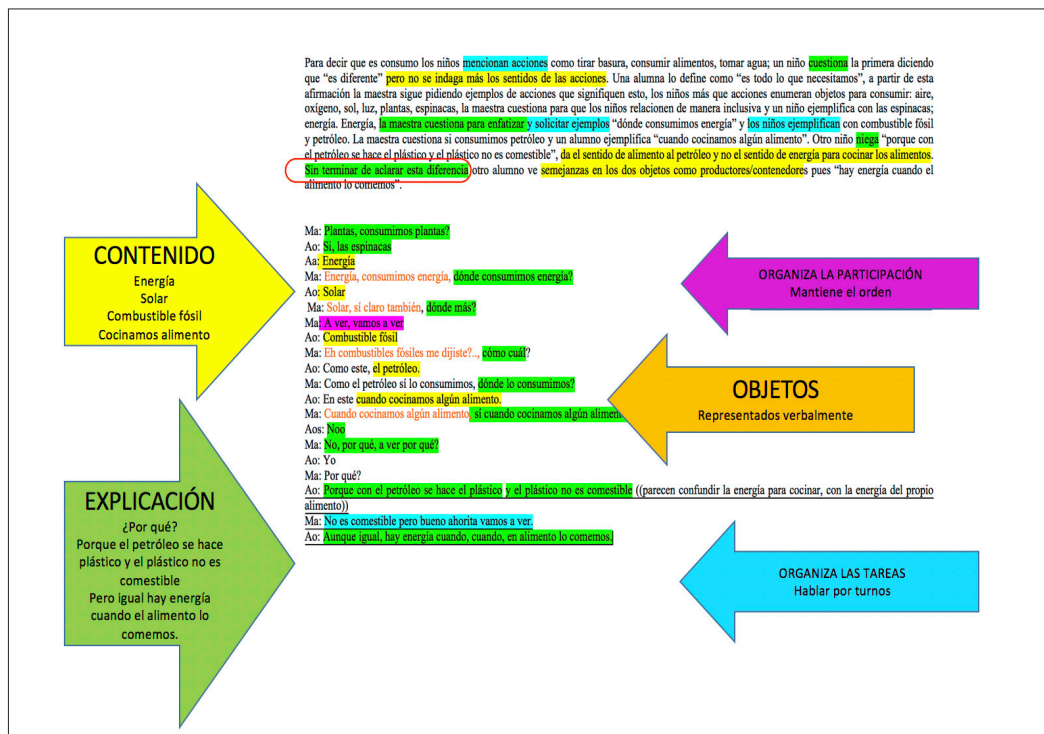 Para decir que es consumo los niños mencionan acciones como tirar basura, consumir alimentos, tomar agua; un niño cuestiona la primera diciendo
que “es diferente” pero no se indaga más los sentidos de las acciones. Una alumna lo define como “es todo lo que necesitamos”, a partir de esta
afirmación la maestra sigue pidiendo ejemplos de acciones que signifiquen esto, los niños más que acciones enumeran objetos para consumir: aire,
oxígeno, sol, luz, plantas, espinacas, la maestra cuestiona para que los niños relacionen de manera inclusiva y un niño ejemplifica con las espinacas;
energía. Energía, la maestra cuestiona para enfatizar y solicitar ejemplos “dónde consumimos energía” y los niños ejemplifican con combustible fósil
y petróleo. La maestra cuestiona si consumimos petróleo y un alumno ejemplifica “cuando cocinamos algún alimento”. Otro niño niega “porque con
el petróleo se hace el plástico y el plástico no es comestible”, da el sentido de alimento al petróleo y no el sentido de energía para cocinar los alimentos.
Sin terminar de aclarar esta diferencia otro alumno ve semejanzas en los dos objetos como productores/contenedores pues “hay energía cuando el
alimento lo comemos”.
Ma: Plantas, consumimos plantas?
Ao: Si, las espinacas
Aa: Energía
Ma: Energía, consumimos energía, dónde consumimos energía?
Ao: Solar
Ma: Solar, sí claro también, dónde más?
Ma: A ver, vamos a ver
Ao: Combustible fósil
Ma: Eh combustibles fósiles me dijiste?.., cómo cuál?
Ao: Como este, el petróleo.
Ma: Como el petróleo sí lo consumimos, dónde lo consumimos?
Ao: En este cuando cocinamos algún alimento.
Ma: Cuando cocinamos algún alimento, sí cuando cocinamos algún alimen
Aos: Noo
Ma: No, por qué, a ver por qué?
Ao: Yo
Ma: Por qué?
Ao: Porque con el petróleo se hace el plástico y el plástico no es comestible ((parecen confundir la energía para cocinar, con la energía del propio
alimento))
Ma: No es comestible pero bueno ahorita vamos a ver.
Ao: Aunque igual, hay energía cuando, cuando, en alimento lo comemos.
CONTENIDO
Energía
Solar
Combustible fósil
Cocinamos alimento
EXPLICACIÓN
¿Por qué?
Porque el petróleo se hace
plástico y el plástico no es
comestible
Pero igual hay energía
cuando el alimento lo
comemos.
ORGANIZA LA PARTICIPACIÓN
Mantiene el orden
OBJETOS
Representados verbalmente
ORGANIZA LAS TAREAS
Hablar por turnos